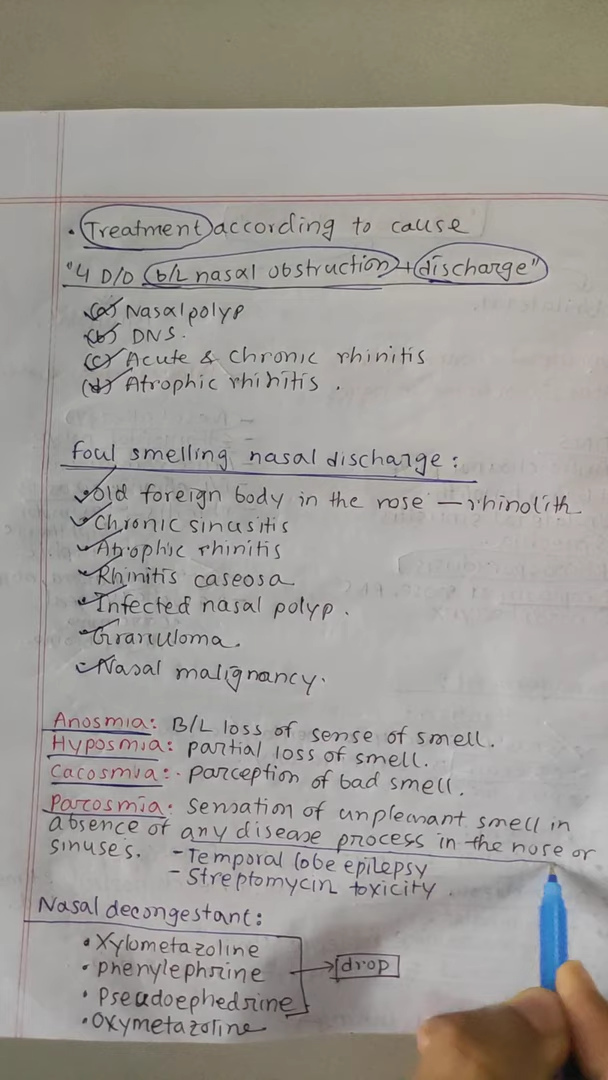 . Treatment according to cause
"4 D/D b/L nasal obstruction + discharge"
(a) Nasal polyp
(b) DNS.
(c) Acute & chronic rhinitis
(d) Atrophic rhinitis .
Foul smelling nasal discharge :
Old foreign body in the nose — rhinolith
Chronic sinusitis
Atrophic rhinitis
Rhinitis caseosa
Infected nasal polyp .
Granuloma.
Nasal malignancy.
Anosmia: B/L loss of sense of smell.
Hyposmia: partial loss of smell.
Cacosmia: parception of bad smell.
Parosmia: Sensation of unpleasant smell in
absence of any disease process in the nose or
sinuses. - Temporal lobe epilepsy
- Streptomycin toxicity .
Nasal decongestant:
• Xylometazoline
• phenylephrine → drop
• Pseudoephedrine
• Oxymetazoline